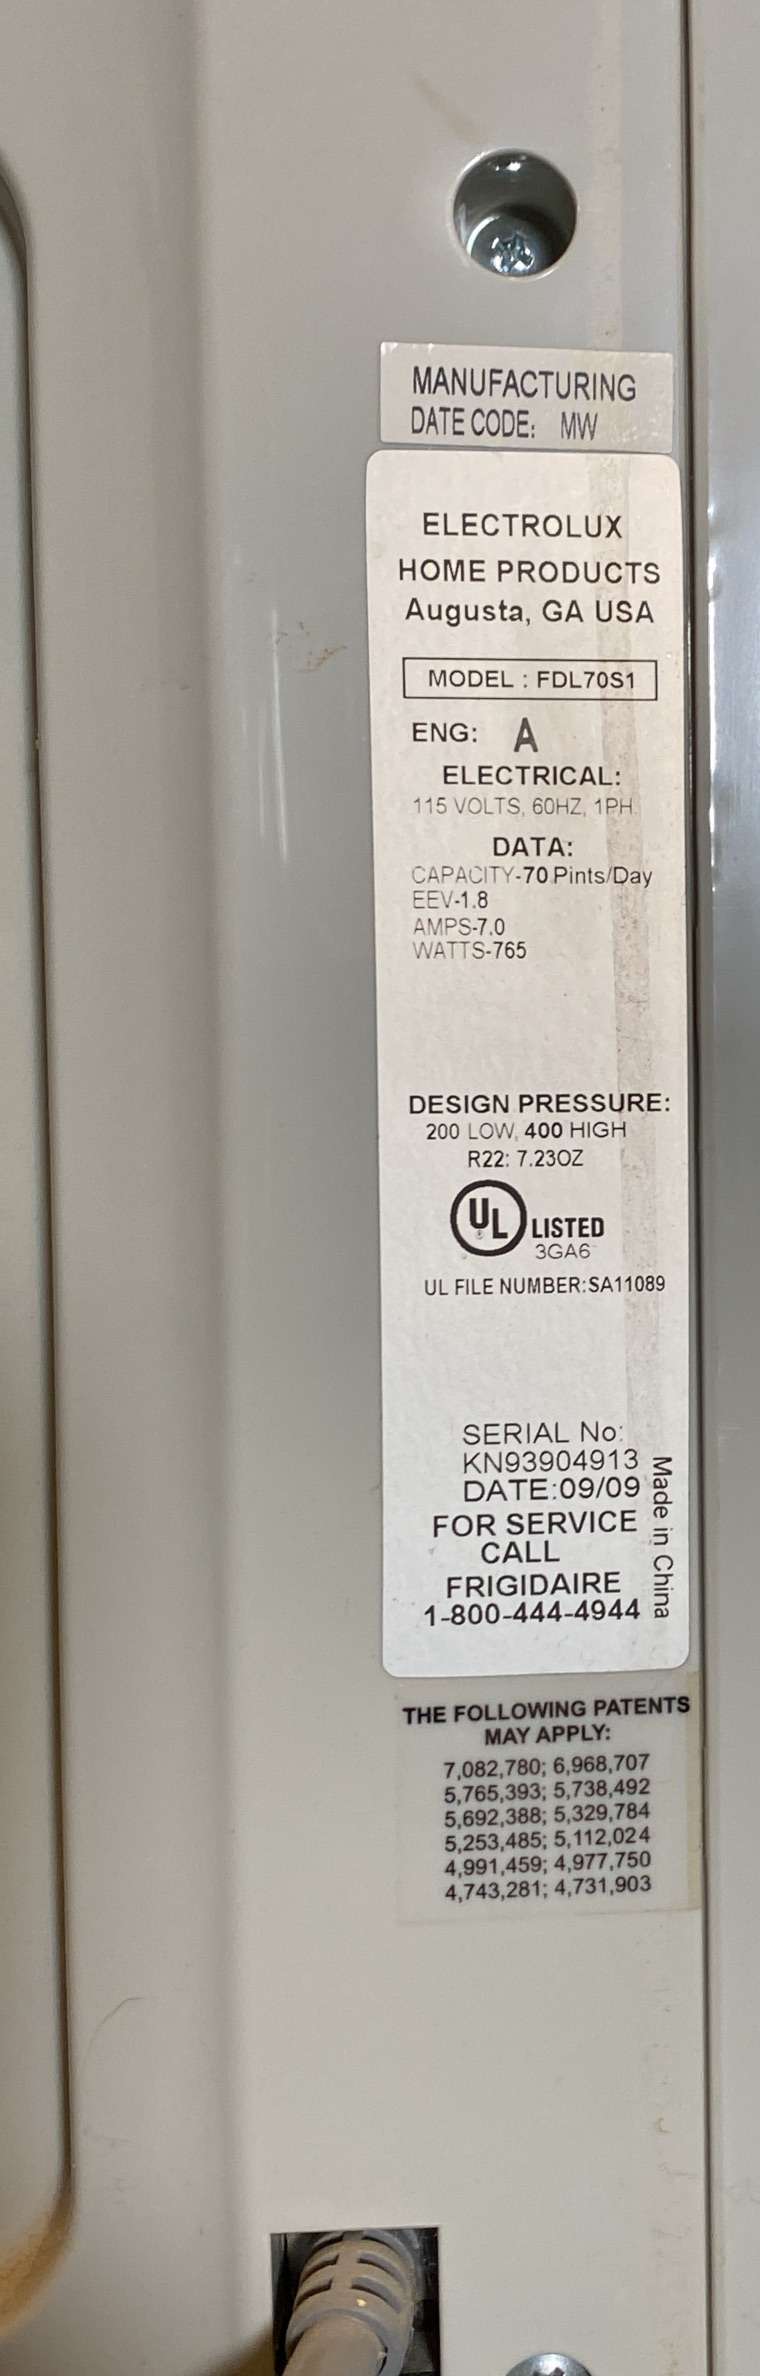 MANUFACTURING
DATE CODE: MW
ELECTROLUX
HOME PRODUCTS
Augusta, GA USA
MODEL : FDL70S1
ENG: A
ELECTRICAL:
115 VOLTS, 60HZ, 1PH.
DATA:
CAPACITY-70 Pints/Day
EEV-1.8
AMPS-7.0
WATTS-765
DESIGN PRESSURE:
200 LOW, 400 HIGH
R22: 7.23OZ
UL LISTED
3GA6
UL FILE NUMBER:SA11089
SERIAL No:
KN93904913
DATE:09/09
FOR SERVICE
CALL
FRIGIDAIRE
1-800-444-4944
Made in China
THE FOLLOWING PATENTS
MAY APPLY:
7,082,780; 6,968,707
5,765,393; 5,738,492
5,692,388; 5,329,784
5,253,485; 5,112,024
4,991,459; 4,977,750
4,743,281; 4,731,903